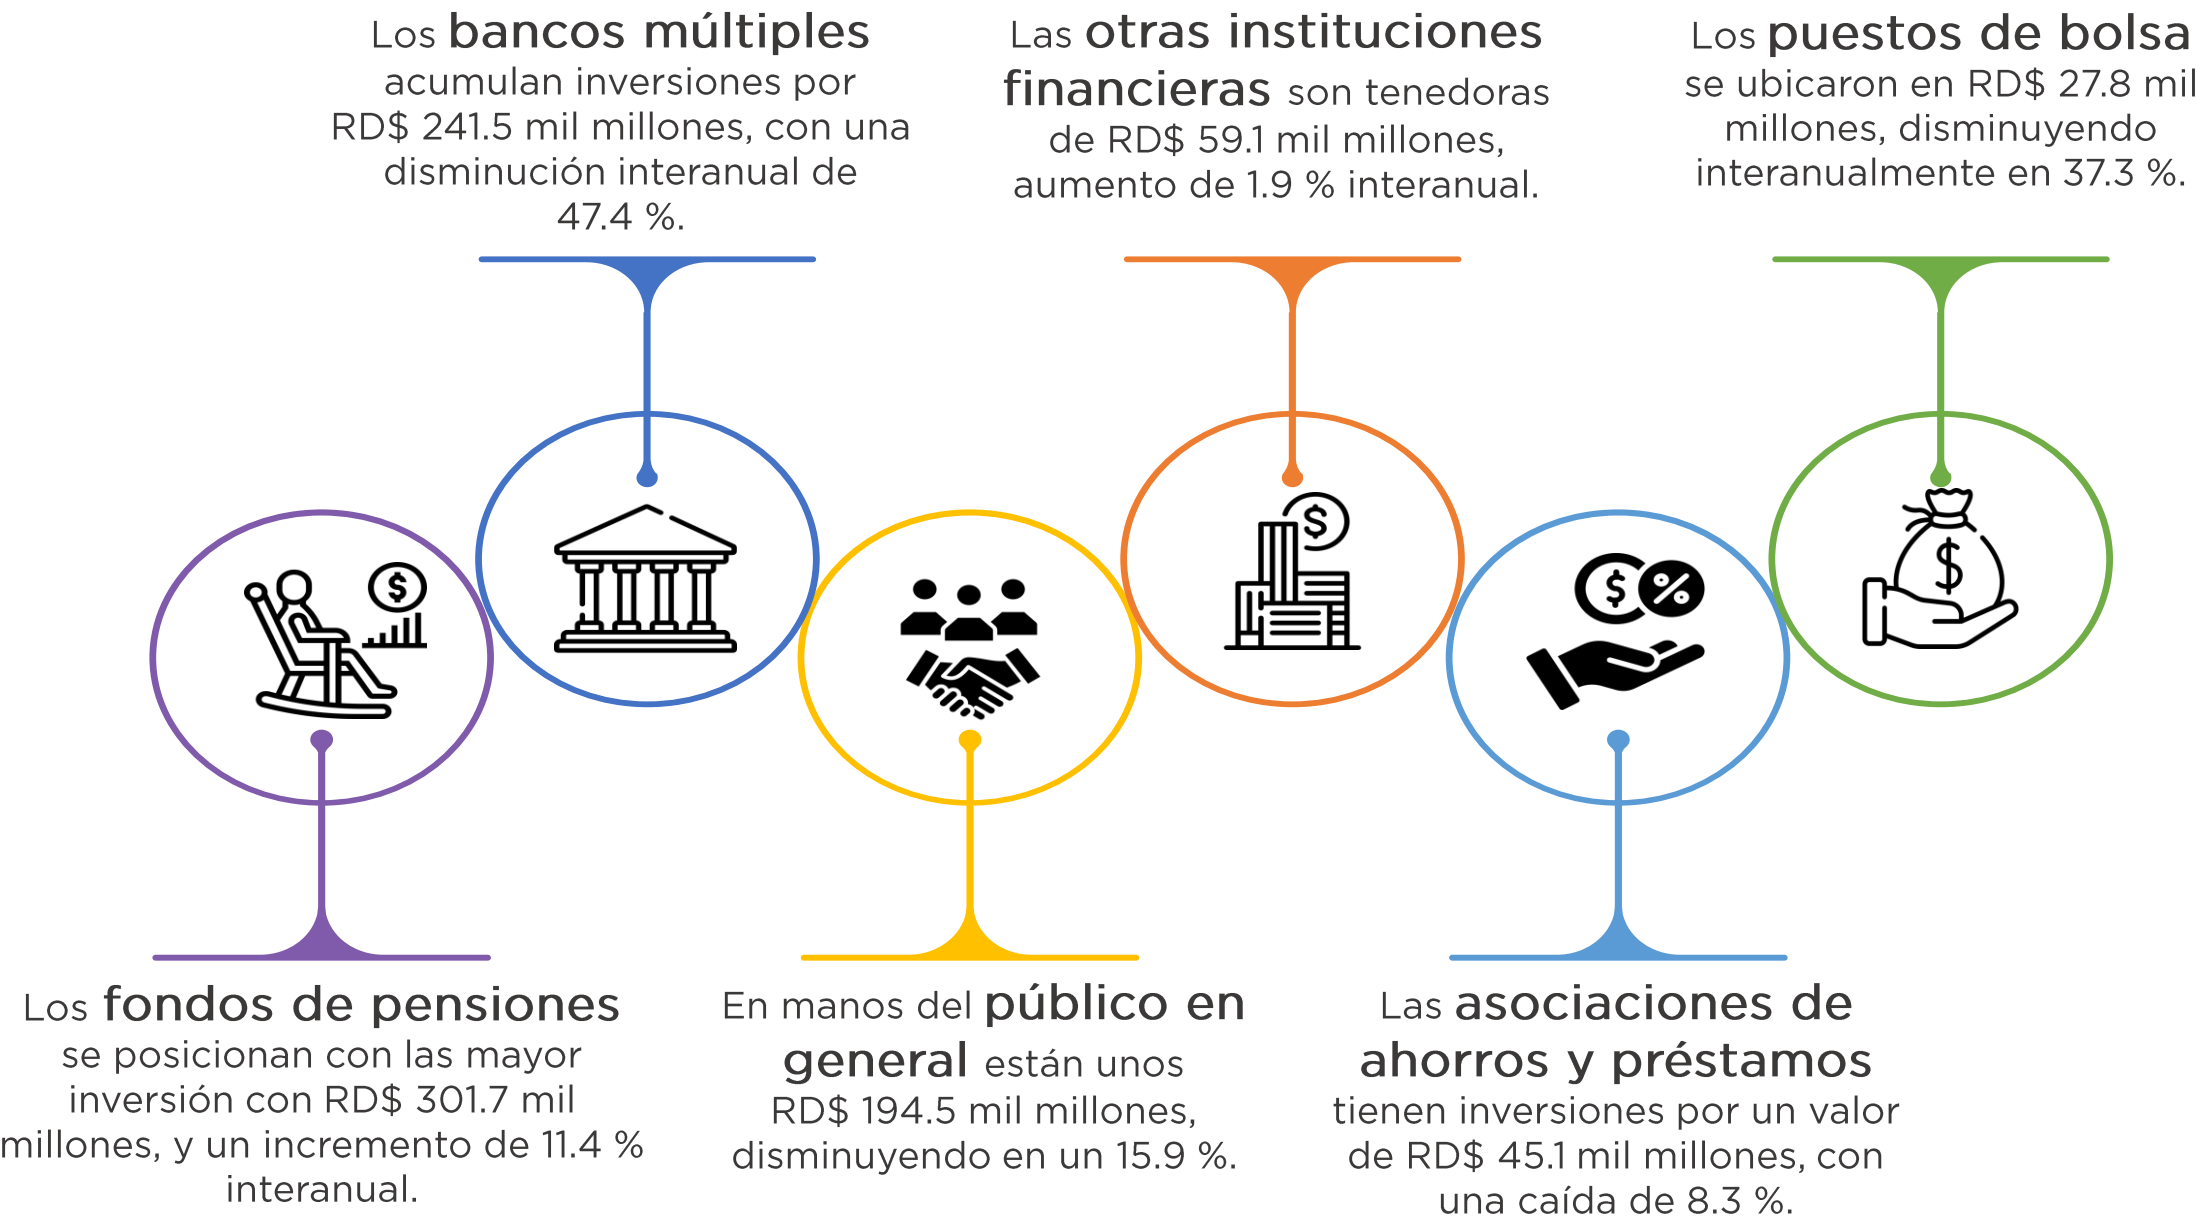 Los bancos múltiples
acumulan inversiones por
RD$ 241.5 mil millones, con una
disminución interanual de
47.4 %.
Las otras instituciones
financieras son tenedoras
de RD$ 59.1 mil millones,
aumento de 1.9 % interanual.
Los puestos de bolsa
se ubicaron en RD$ 27.8 mil
millones, disminuyendo
interanualmente en 37.3 %.
Los fondos de pensiones
se posicionan con las mayor
inversión con RD$ 301.7 mil
millones, y un incremento de 11.4 %
interanual.
En manos del público en
general están unos
RD$ 194.5 mil millones,
disminuyendo en un 15.9 %.
Las asociaciones de
ahorros y préstamos
tienen inversiones por un valor
de RD$ 45.1 mil millones, con
una caída de 8.3 %.